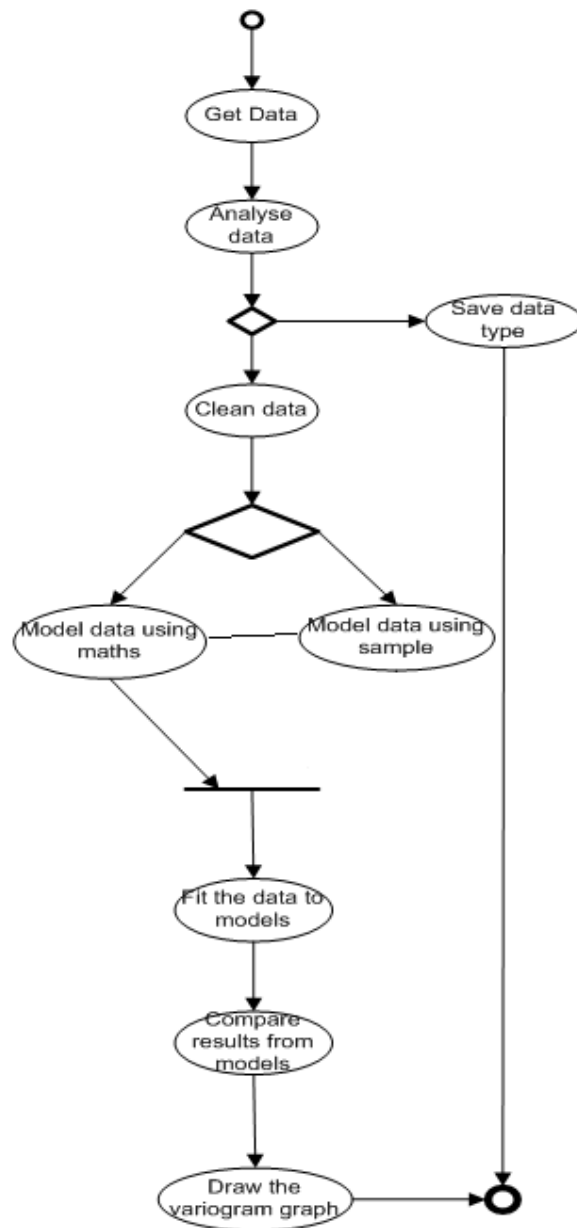 Get Data
Analyse
data
Save data
type
Clean data
Model data using
maths
Model data using
sample
Fit the data to
models
Compare
results from
models
Draw the
variogram graph